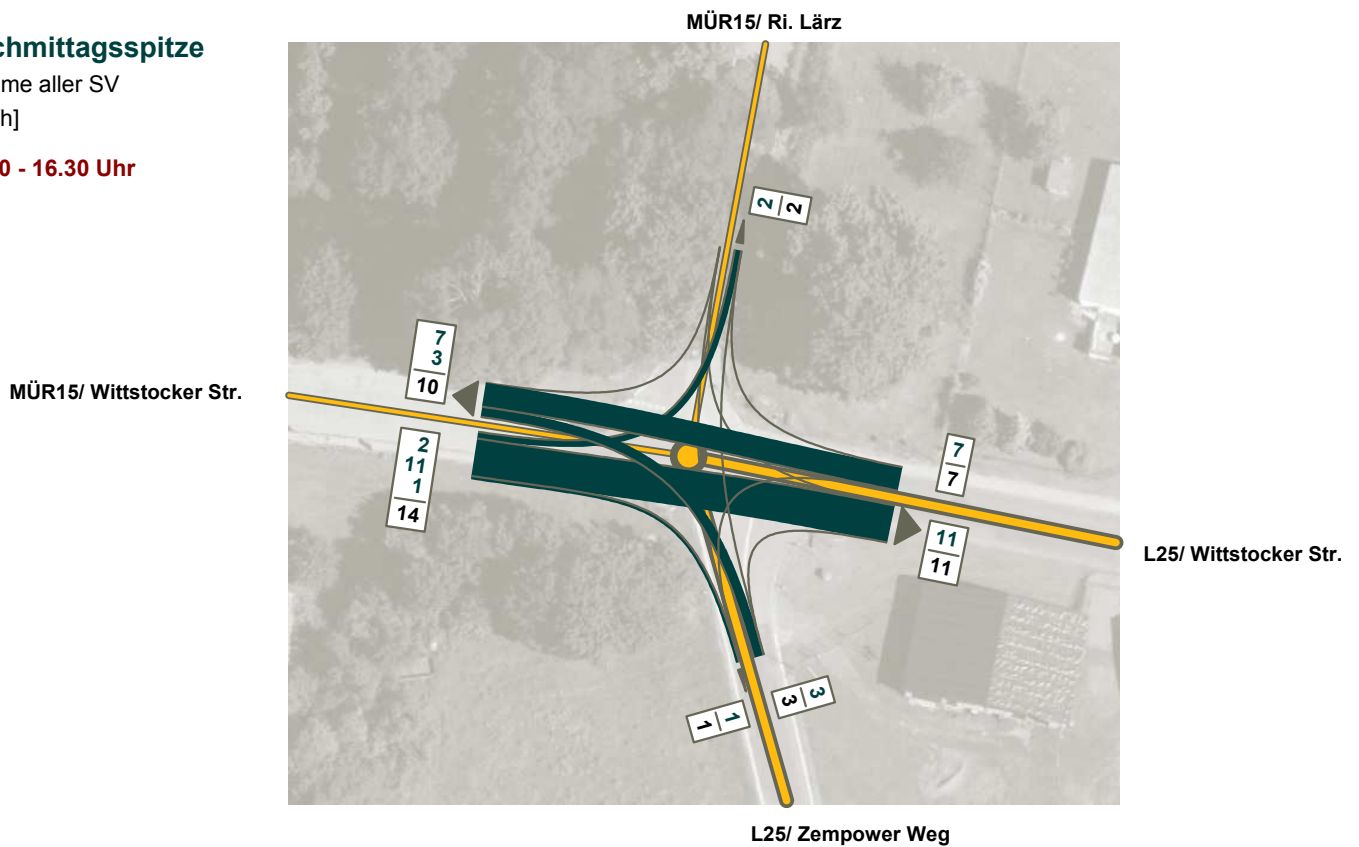 MÜR15/ Ri. Lärz
chmittagsspitze
me aller SV
h]
0 - 16.30 Uhr
2 2
7
3
10
MÜR15/ Wittstocker Str.
2
11
1
14
7
7
11
11
L25/ Wittstocker Str.
1 1
3 3
L25/ Zempower Weg